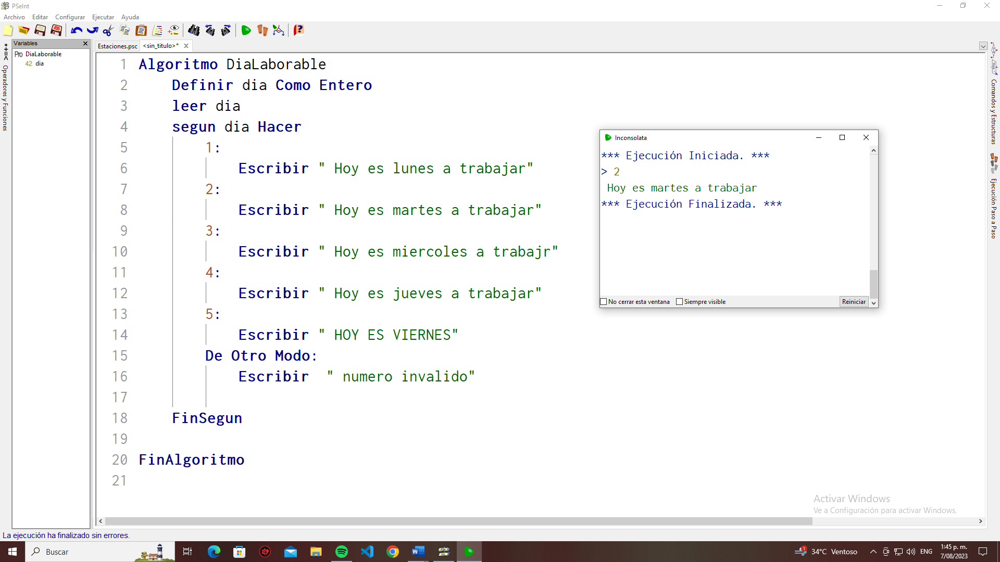 PSeInt
Archivo Editar Configurar Ejecutar Ayuda
Variables
Pro DiaLaborable
42 dia
*+=< Operadores y Funciones
Estaciones.psc <sin_titulo>*
1 Algoritmo DiaLaborable
2 Definir dia Como Entero
3 leer dia
4 segun dia Hacer
5 1:
6 Escribir " Hoy es lunes a trabajar"
7 2:
8 Escribir " Hoy es martes a trabajar"
9 3:
10 Escribir " Hoy es miercoles a trabajr"
11 4:
12 Escribir " Hoy es jueves a trabajar"
13 5:
14 Escribir " HOY ES VIERNES"
15 De Otro Modo:
16 Escribir  " numero invalido"
17
18 FinSegun
19
20 FinAlgoritmo
21
Inconsolata
*** Ejecución Iniciada. ***
> 2
Hoy es martes a trabajar
*** Ejecución Finalizada. ***
No cerrar esta ventana Siempre visible Reiniciar
Comandos y Estructuras
Ejecución Paso a Paso
Activar Windows
Ve a Configuración para activar Windows.
La ejecución ha finalizado sin errores.
Buscar
34°C Ventoso
ENG
1:45 p. m.
7/08/2023